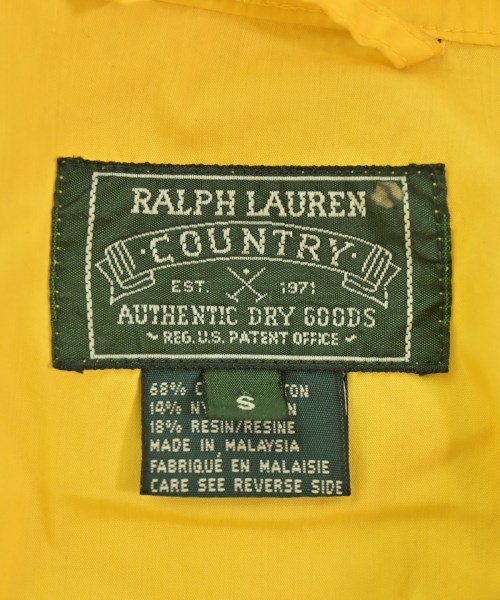 RALPH LAUREN
COUNTRY
EST. 1971
AUTHENTIC DRY GOODS
REG. U.S. PATENT OFFICE
S
68%
14%
18% RESIN/RESINE
MADE IN MALAYSIA
FABRIQUÉ EN MALAISIE
CARE SEE REVERSE SIDE